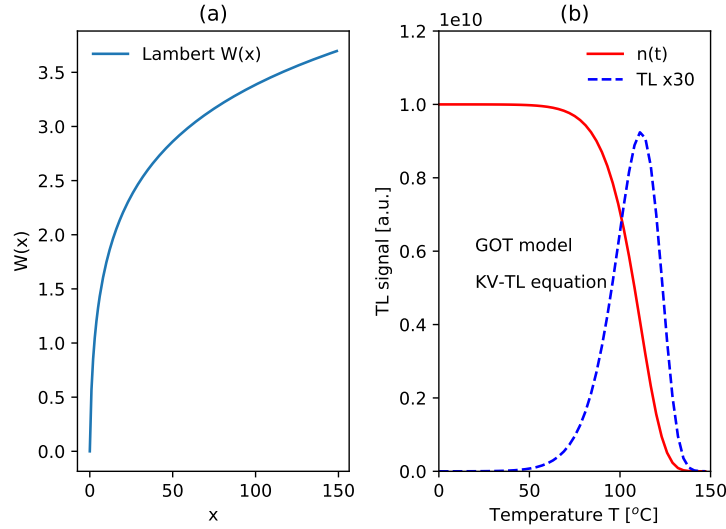 (a)
Lambert W(x)
W(x)
3.5
3.0
2.5
2.0
1.5
1.0
0.5
0.0
0
50
100
150
x
(b)
1e10
n(t)
TL x30
GOT model
KV-TL equation
TL signal [a.u.]
1.2
1.0
0.8
0.6
0.4
0.2
0.0
0
50
100
150
Temperature T [°C]